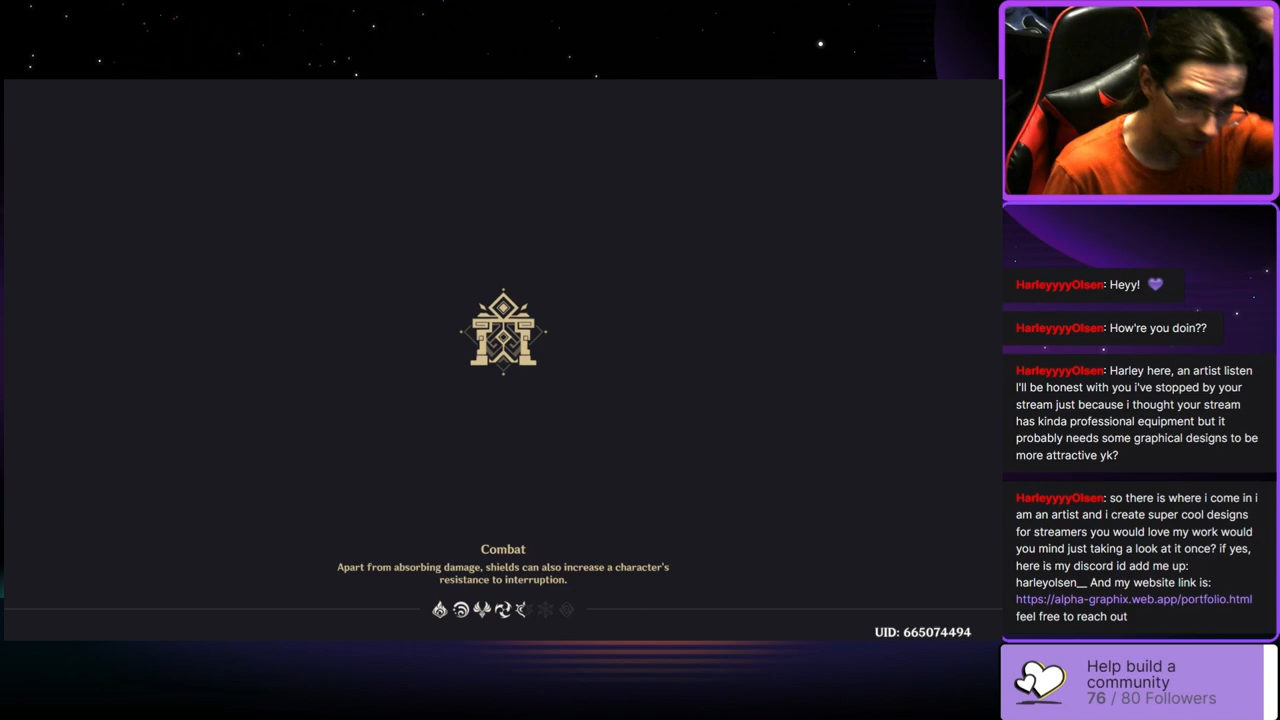 HarleyyyyOlsen: Heyy! 💜
HarleyyyyOlsen: How're you doin??
HarleyyyyOlsen: Harley here, an artist listen
I'll be honest with you i've stopped by your
stream just because i thought your stream
has kinda professional equipment but it
probably needs some graphical designs to be
more attractive yk?
HarleyyyyOlsen: so there is where i come in i
am an artist and i create super cool designs
for streamers you would love my work would
you mind just taking a look at it once? if yes,
here is my discord id add me up:
harleyolsen__ And my website link is:
https://alpha-graphix.web.app/portfolio.html
feel free to reach out
Combat
Apart from absorbing damage, shields can also increase a character's
resistance to interruption.
UID: 665074494
Help build a
community
76 / 80 Followers